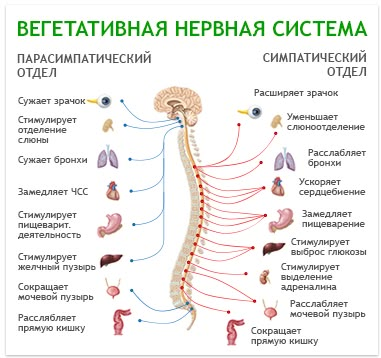 ВЕГЕТАТИВНАЯ НЕРВНАЯ СИСТЕМА
ПАРАСИМПАТИЧЕСКИЙ
ОТДЕЛ
Сужает зрачок
Стимулирует
отделение
слюны
Сужает бронхи
Замедляет ЧСС
Стимулирует
пищеварит.
деятельность
Стимулирует
желчный пузырь
Сокращает
мочевой пузырь
Расслабляет
прямую кишку
СИМПАТИЧЕСКИЙ
ОТДЕЛ
Расширяет зрачок
Уменьшает
слюноотделение
Расслабляет
бронхи
Ускоряет
сердцебиение
Замедляет
пищеварение
Стимулирует
выброс глюкозы
Стимулирует
выделение
адреналина
Расслабляет
мочевой пузырь
Сокращает
прямую кишку